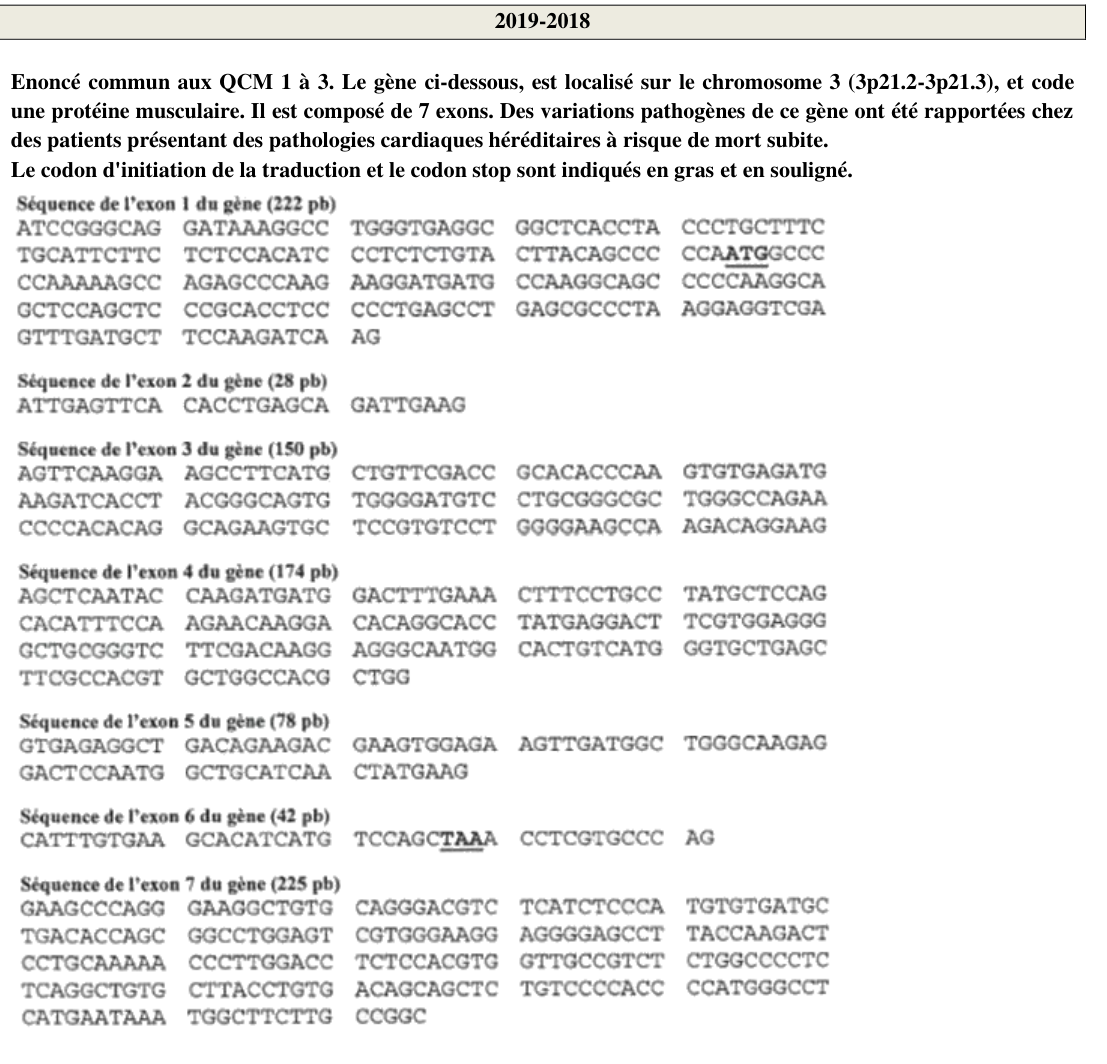 2019-2018
Enoncé commun aux QCM 1 à 3. Le gène ci-dessous, est localisé sur le chromosome 3 (3p21.2-3p21.3), et code
une protéine musculaire. Il est composé de 7 exons. Des variations pathogènes de ce gène ont été rapportées chez
des patients présentant des pathologies cardiaques héréditaires à risque de mort subite.
Le codon d'initiation de la traduction et le codon stop sont indiqués en gras et en souligné.
Séquence de l'exon 1 du gène (222 pb)
ATCCGGGCAG GATAAAGGCC TGGGTGAGGC GGCTCACCTA CCCTGCTTTC
TGCATTCTTC TCTCCACATC CCTCTCTGTA CTTACAGCCC CCAATGGCCC
CCAAAAAGCC AGAGCCCAAG AAGGATGATG CCAAGGCAGC CCCCAAGGCA
GCTCCAGCTC CCGCACCTCC CCCTGAGCCT GAGCGCCCTA AGGAGGTCGA
GTTTGATGCT TCCAAGATCA AG
Séquence de l'exon 2 du gène (28 pb)
ATTGAGTTCA CACCTGAGCA GATTGAAG
Séquence de l'exon 3 du gène (150 pb)
AGTTCAAGGA AGCCTTCATG CTGTTCGACC GCACACCCAA GTGTGAGATG
AAGATCACCT ACGGGCAGTG TGGGGATGTC CTGCGGGCGC TGGGCCAGAA
CCCCACACAG GCAGAAGTGC TCCGTGTCCT GGGGAAGCCA AGACAGGAAG
Séquence de l'exon 4 du gène (174 pb)
AGCTCAATAC CAAGATGATG GACTTTGAAA CTTTCCTGCC TATGCTCCAG
CACATTTCCA AGAACAAGGA CACAGGCACC TATGAGGACT TCGTGGAGGG
GCTGCGGGTC TTCGACAAGG AGGGCAATGG CACTGTCATG GGTGCTGAGC
TTCGCCACGT GCTGGCCACG CTGG
Séquence de l'exon 5 du gène (78 pb)
GTGAGAGGCT GACAGAAGAC GAAGTGGAGA AGTTGATGGC TGGGCAAGAG
GACTCCAATG GCTGCATCAA CTATGAAG
Séquence de l'exon 6 du gène (42 pb)
CATTTGTGAA GCACATCATG TCCAGCTAAA CCTCGTGCCC AG
Séquence de l'exon 7 du gène (225 pb)
GAAGCCCAGG GAAGGCTGTG CAGGGACGTC TCATCTCCCA TGTGTGATGC
TGACACCAGC GGCCTGGAGT CGTGGGAAGG AGGGGAGCCT TACCAAGACT
CCTGCAAAAA CCCTTGGACC TCTCCACGTG GTTGCCGTCT CTGGCCCCTC
TCAGGCTGTG CTTACCTGTG ACAGCAGCTC TGTCCCCACC CCATGGGCCT
CATGAATAAA TGGCTTCTTG CCGGC